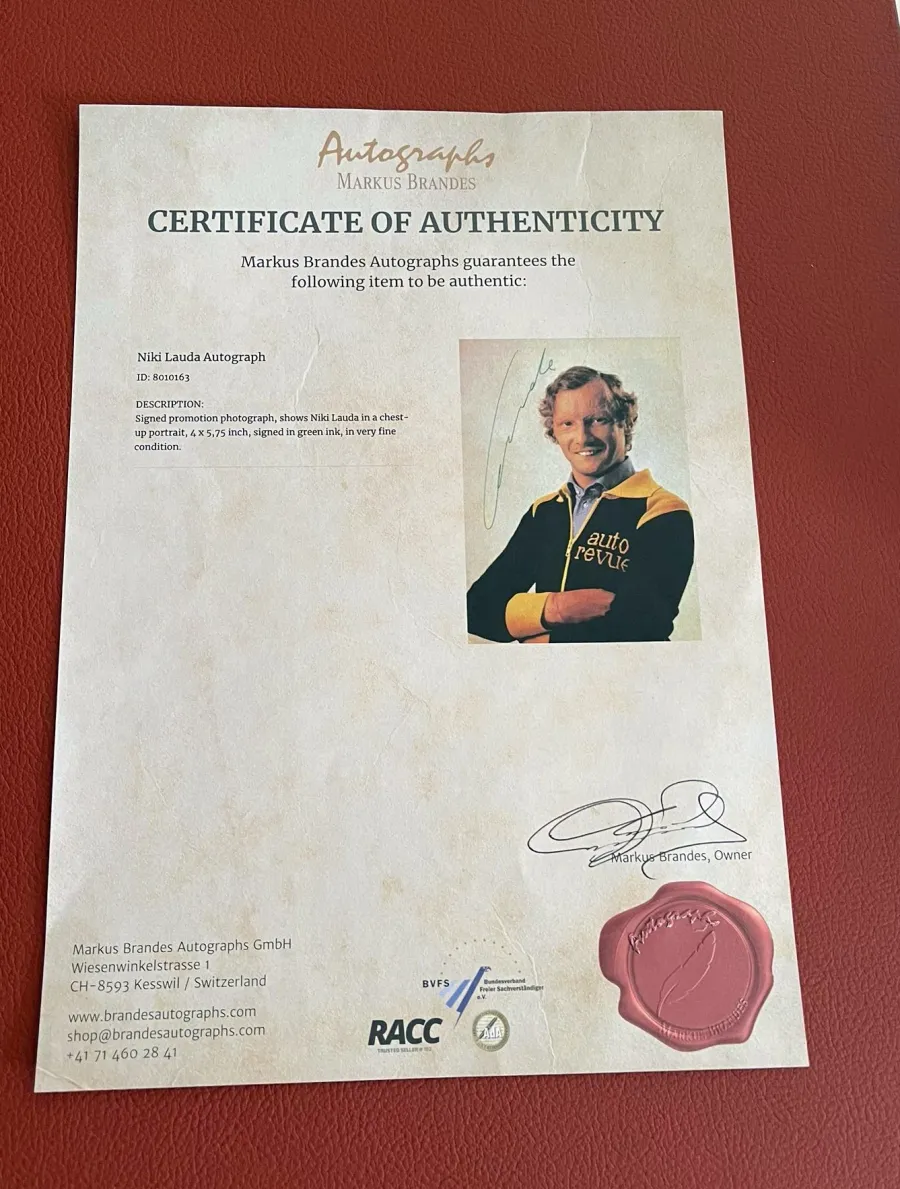 Autographs
MARKUS BRANDES
CERTIFICATE OF AUTHENTICITY
Markus Brandes Autographs guarantees the
following item to be authentic:
Niki Lauda Autograph
ID: 8010163
DESCRIPTION:
Signed promotion photograph, shows Niki Lauda in a chest-
up portrait, 4 x 5,75 inch, signed in green ink, in very fine
condition.
auto
revue
Markus Brandes, Owner
Autographs
MARKUS BRANDES
Markus Brandes Autographs GmbH
Wiesenwinkelstrasse 1
CH-8593 Kesswil / Switzerland
www.brandesautographs.com
shop@brandesautographs.com
+41 71 460 28 41
BVFS
Bundesverband
Freier Sachverständiger
e.V.
RACC
TRUSTED SELLER